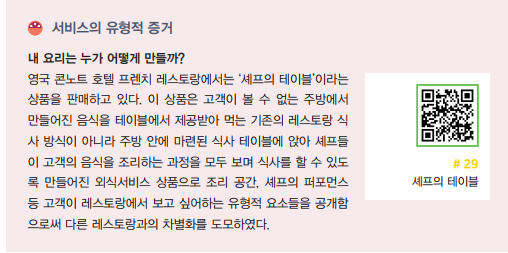 서비스의 유형적 증거
내 요리는 누가 어떻게 만들까?
영국 콘노트 호텔 프렌치 레스토랑에서는 ‘셰프의 테이블’이라는
상품을 판매하고 있다. 이 상품은 고객이 볼 수 없는 주방에서
만들어진 음식을 테이블에서 제공받아 먹는 기존의 레스토랑 식
사 방식이 아니라 주방 안에 마련된 식사 테이블에 앉아 셰프들
이 고객의 음식을 조리하는 과정을 모두 보며 식사를 할 수 있도
록 만들어진 외식서비스 상품으로 조리 공간, 셰프의 퍼포먼스
등 고객이 레스토랑에서 보고 싶어하는 유형적 요소들을 공개함
으로써 다른 레스토랑과의 차별화를 도모하였다.
# 29
셰프의 테이블